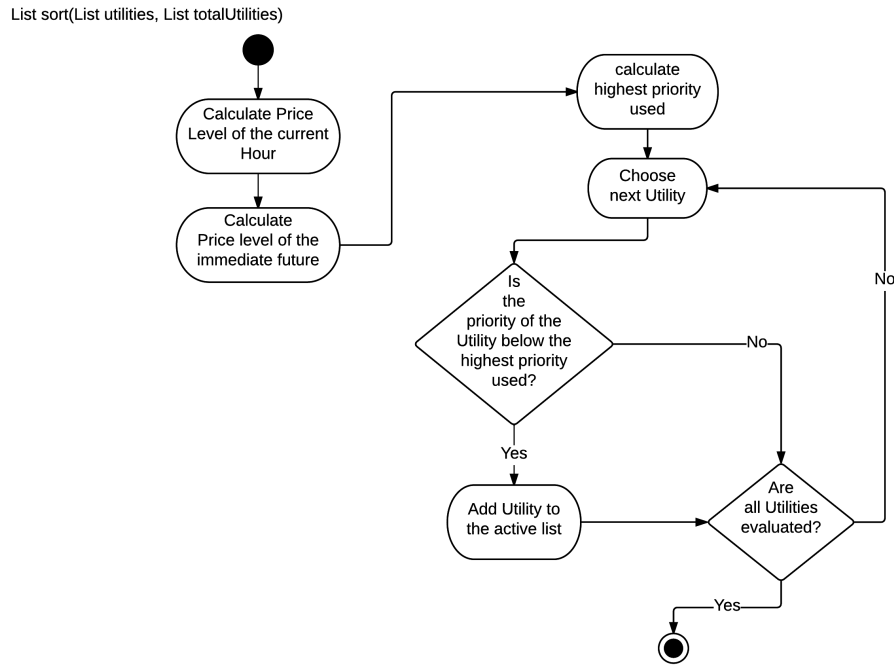 List sort(List utilities, List totalUtilities)
Calculate Price
Level of the current
Hour
Calculate
Price level of the
immediate future
calculate
highest priority
used
Choose
next Utility
Is
the
priority of the
Utility below the
highest priority
used?
No
Yes
Add Utility to
the active list
Are
all Utilities
evaluated?
No
Yes